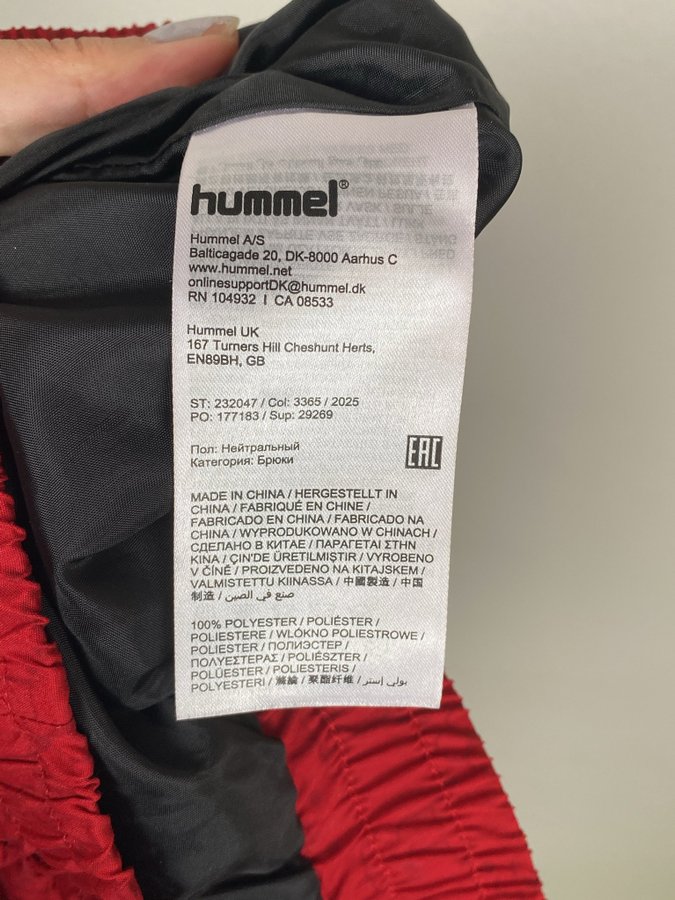 hummel®
Hummel A/S
Balticagade 20, DK-8000 Aarhus C
www.hummel.net
onlinesupportDK@hummel.dk
RN 104932 I CA 08533
Hummel UK
167 Turners Hill Cheshunt Herts,
EN89BH, GB
ST: 232047 / Col: 3365 / 2025
PO: 177183 / Sup: 29269
Пол: Нейтральный
Категория: Брюки
EAC
MADE IN CHINA / HERGESTELLT IN
CHINA / FABRIQUÉ EN CHINE /
FABRICADO EN CHINA / FABRICADO NA
CHINA / WYPRODUKOWANO W CHINACH /
СДЕЛАНО В КИТАЕ / ΠΑΡΑΓΕΤΑΙ ΣΤΗΝ
ΚΙΝΑ / ÇIN'DE ÜRETILMIŞTIR / VYROBENO
V ČÍNĚ / PROIZVEDENO NA KITAJSKEM /
VALMISTETTU KIINASSA / 中國製造 / 中国
制造 / صنع في الصين
100% POLYESTER / POLIÉSTER /
POLIESTERE / WLÓKNO POLIESTROWE /
POLIESTER / ПОЛИЭСТЕР /
ΠΟΛΥΕΣΤΕΡΑΣ / POLIÉSZTER /
POLÜESTER / POLIESTERIS /
POLYESTERI / 滌綸 / 聚酯纤维 / بولي إستر